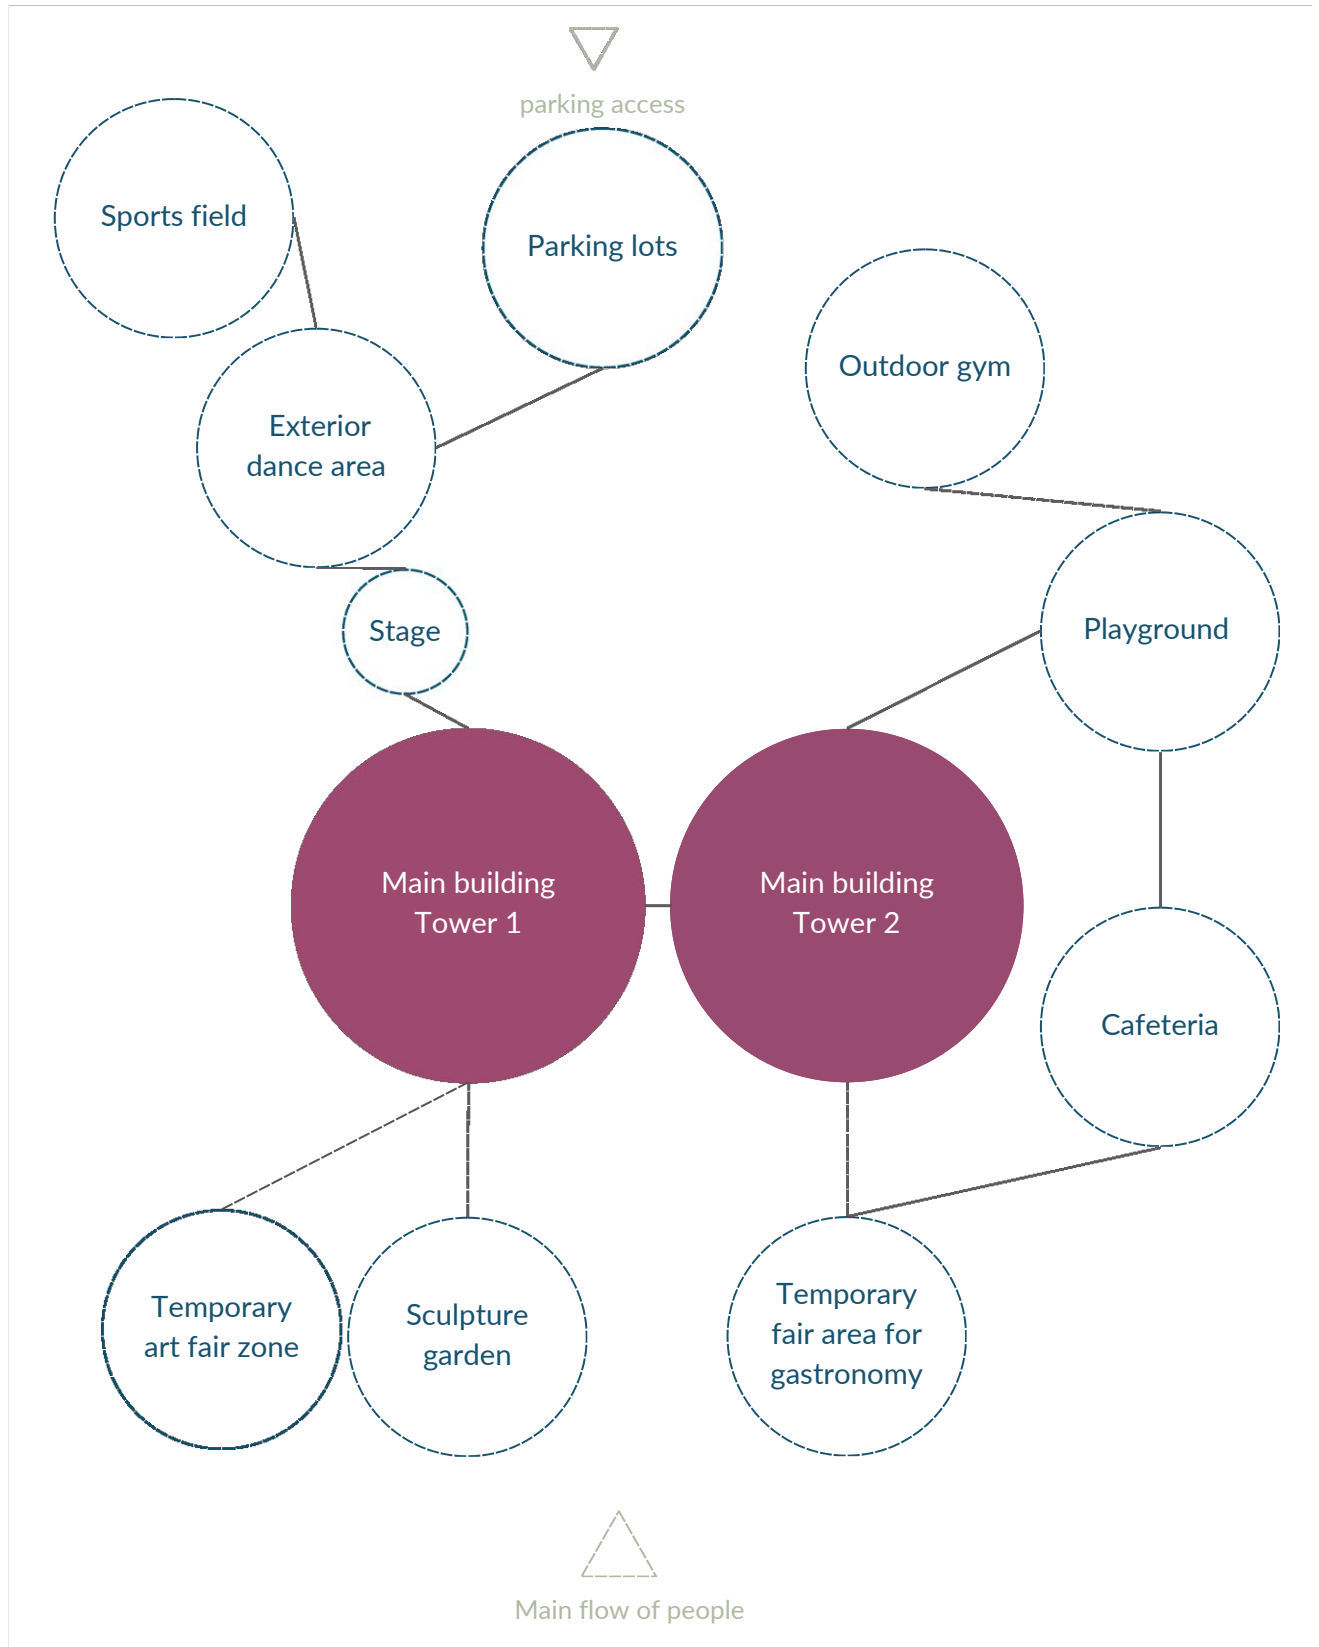 parking access
Sports field
Parking lots
Outdoor gym
Exterior
dance area
Stage
Playground
Main building
Tower 1
Main building
Tower 2
Cafeteria
Temporary
art fair zone
Sculpture
garden
Temporary
fair area for
gastronomy
Main flow of people